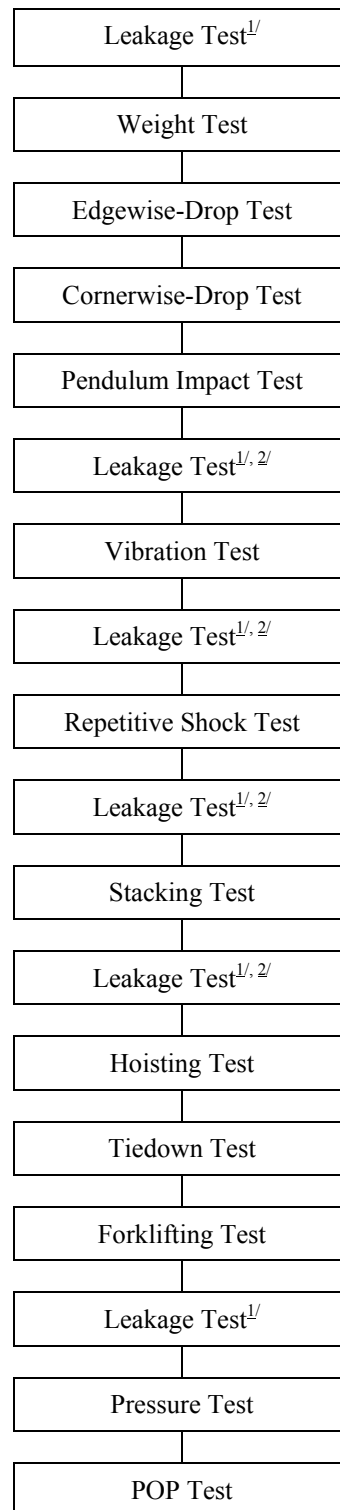 Leakage Test1/
Weight Test
Edgewise-Drop Test
Cornerwise-Drop Test
Pendulum Impact Test
Leakage Test1/, 2/
Vibration Test
Leakage Test1/, 2/
Repetitive Shock Test
Leakage Test1/, 2/
Stacking Test
Leakage Test1/, 2/
Hoisting Test
Tiedown Test
Forklifting Test
Leakage Test1/
Pressure Test
POP Test